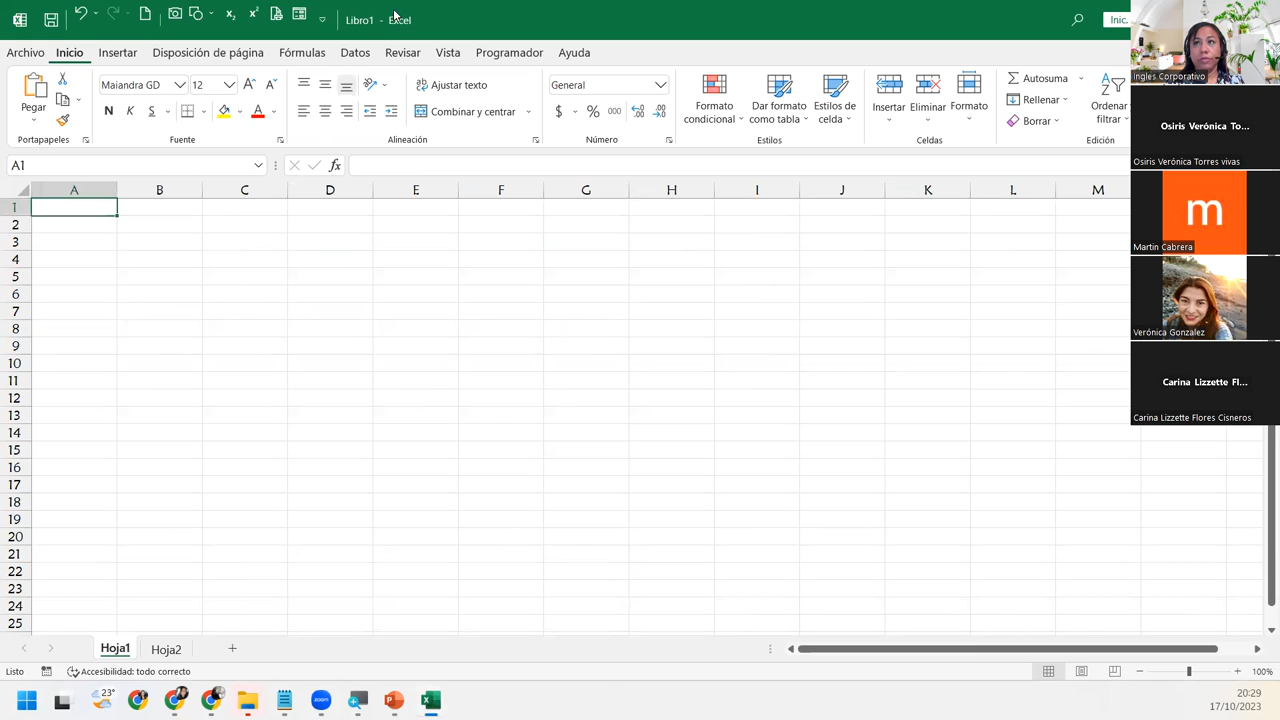 Libro1 - Excel
Inic.
Archivo Inicio Insertar Disposición de página Fórmulas Datos Revisar Vista Programador Ayuda
Pegar
Portapapeles
Maiandra GD 12
N K S
Fuente
Combinar y centrar
Alineación
General
$ % 000
Número
Formato condicional
Dar formato como tabla
Estilos de celda
Estilos
Insertar Eliminar Formato
Celdas
Autosuma
Rellenar
Borrar
Ordenar
filtrar
Edición
A1
fx
A B C D E F G H I J K L M
1
2
3
4
5
6
7
8
9
10
11
12
13
14
15
16
17
18
19
20
21
22
23
24
25
Hoja1 Hoja2
Listo
Accesibilidad: todo correcto
100%
23°
zoom
20:29
17/10/2023
Ingles Corporativo
Osiris Verónica To...
Osiris Verónica Torres vivas
m
Martin Cabrera
Verónica Gonzalez
Carina Lizzette Fl...
Carina Lizzette Flores Cisneros